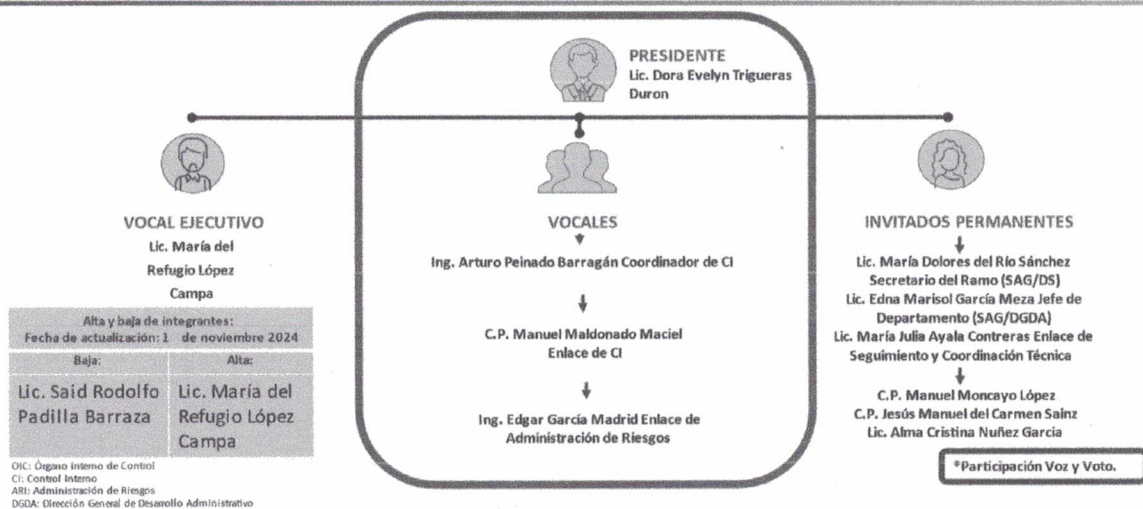 PRESIDENTE
Lic. Dora Evelyn Trigueras
Duron
VOCAL EJECUTIVO
Lic. María del
Refugio López
Campa
Alta y baja de integrantes:
Fecha de actualización: 1 de noviembre 2024
Baja:
Alta:
Lic. Said Rodolfo
Padilla Barraza
Lic. María del
Refugio López
Campa
OIC: Órgano Interno de Control
CI: Control Interno
ARI: Administración de Riesgos
DGDA: Dirección General de Desarrollo Administrativo
VOCALES
Ing. Arturo Peinado Barragán Coordinador de CI
C.P. Manuel Maldonado Maciel
Enlace de CI
Ing. Edgar García Madrid Enlace de
Administración de Riesgos
INVITADOS PERMANENTES
Lic. María Dolores del Río Sánchez
Secretario del Ramo (SAG/DS)
Lic. Edna Marisol García Meza Jefe de
Departamento (SAG/DGDA)
Lic. María Julia Ayala Contreras Enlace de
Seguimiento y Coordinación Técnica
C.P. Manuel Moncayo López
C.P. Jesús Manuel del Carmen Sainz
Lic. Alma Cristina Nuñez Garcia
*Participación Voz y Voto.